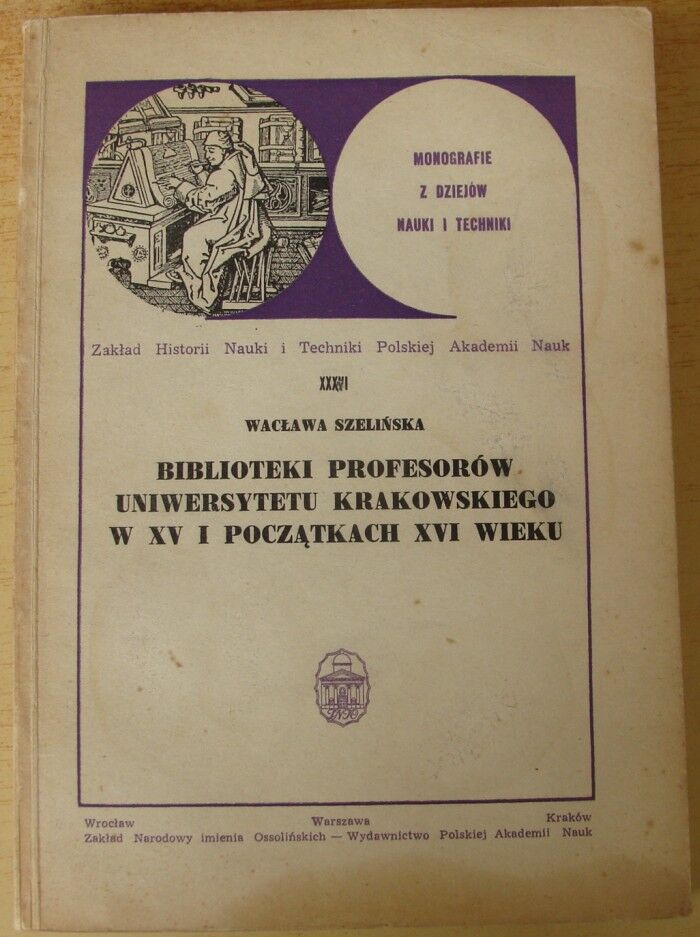 MONOGRAFIE
Z DZIEJÓW
NAUKI I TECHNIKI
Zakład Historii Nauki i Techniki Polskiej Akademii Nauk
WACŁAWA SZELIŃSKA
BIBLIOTEKI PROFESORÓW
UNIWERSYTETU KRAKOWSKIEGO
W XV I POCZĄTKACH XVI WIEKU
Wrocław Warszawa Kraków
Zakład Narodowy imienia Ossolińskich — Wydawnictwo Polskiej Akademii Nauk